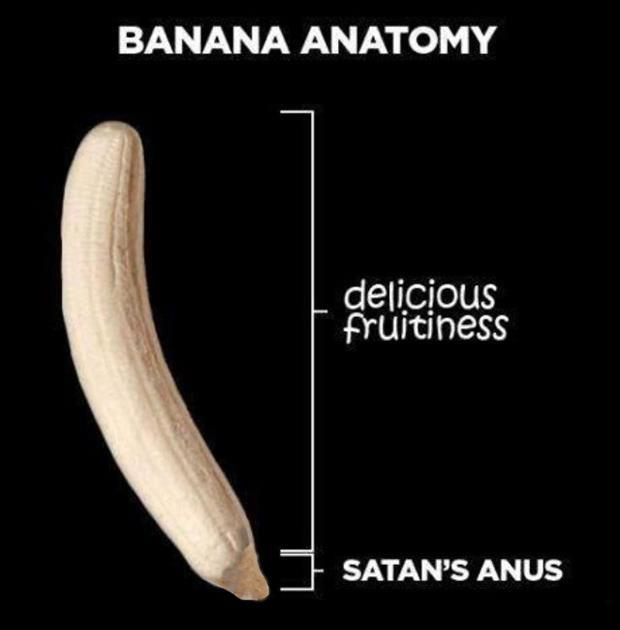 BANANA ANATOMY
delicious
fruitiness
SATAN'S ANUS